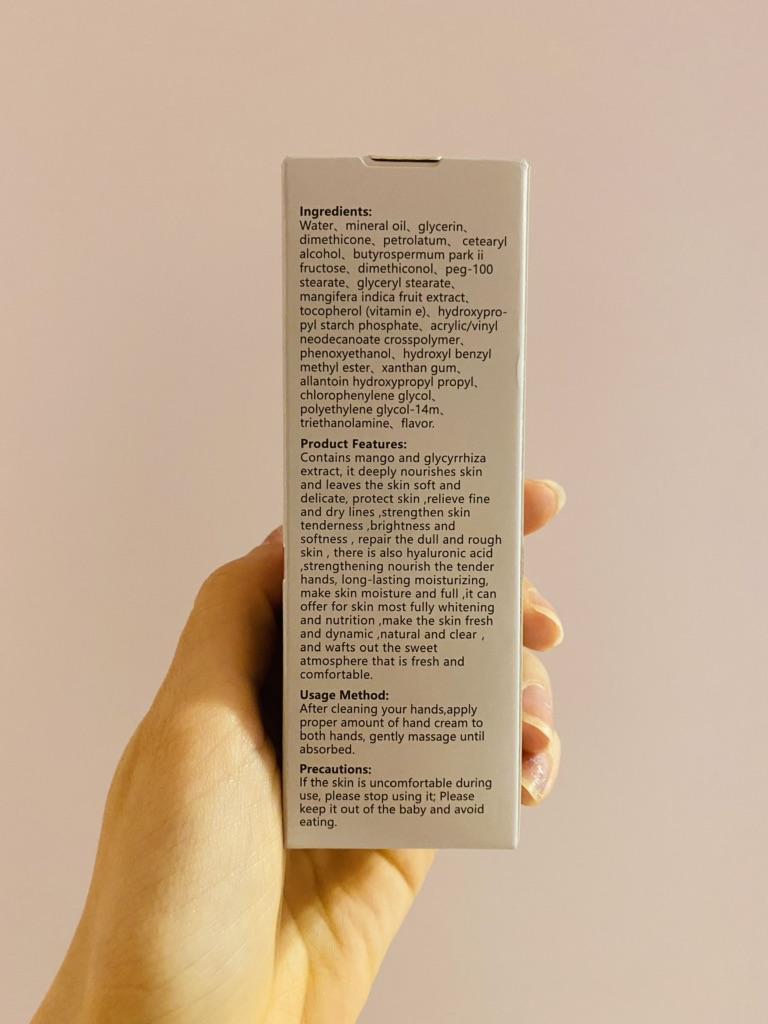 Ingredients:
Water、mineral oil、glycerin、
dimethicone、petrolatum、 cetearyl
alcohol、butyrospermum park ii
fructose、dimethiconol、peg-100
stearate、glyceryl stearate、
mangifera indica fruit extract、
tocopherol (vitamin e)、hydroxypro-
pyl starch phosphate、acrylic/vinyl
neodecanoate crosspolymer、
phenoxyethanol、hydroxyl benzyl
methyl ester、xanthan gum、
allantoin hydroxypropyl propyl、
chlorophenylene glycol、
polyethylene glycol-14m、
triethanolamine、flavor.
Product Features:
Contains mango and glycyrrhiza
extract, it deeply nourishes skin
and leaves the skin soft and
delicate, protect skin ,relieve fine
and dry lines ,strengthen skin
tenderness ,brightness and
softness , repair the dull and rough
skin , there is also hyaluronic acid
,strengthening nourish the tender
hands, long-lasting moisturizing,
make skin moisture and full ,it can
offer for skin most fully whitening
and nutrition ,make the skin fresh
and dynamic ,natural and clear ,
and wafts out the sweet
atmosphere that is fresh and
comfortable.
Usage Method:
After cleaning your hands,apply
proper amount of hand cream to
both hands, gently massage until
absorbed.
Precautions:
If the skin is uncomfortable during
use, please stop using it; Please
keep it out of the baby and avoid
eating.